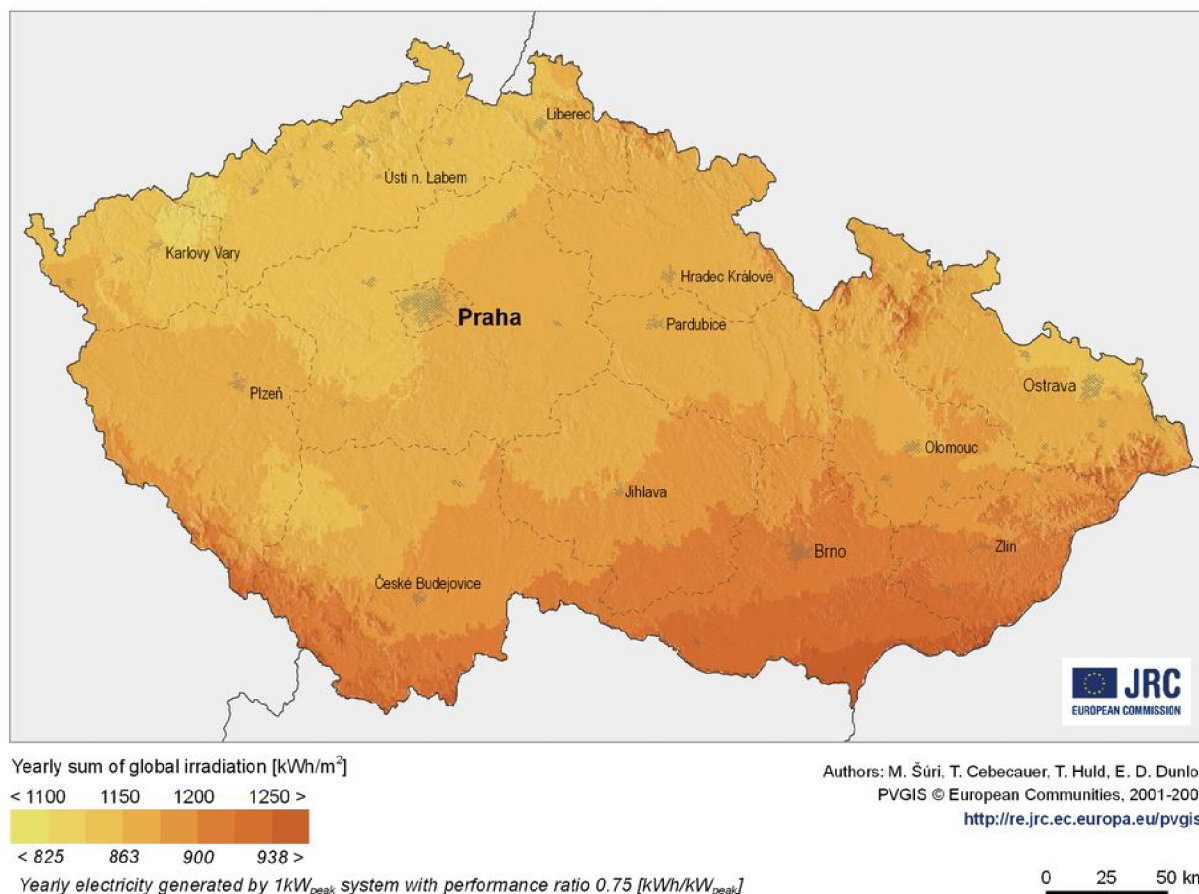 Liberec
Ústi n. Labem
Karlovy Vary
Hradec Králové
Praha
Pardubice
Plzeň
Ostrava
Olomouc
Jihlava
Brno
Zlín
České Budejovice
JRC
EUROPEAN COMMISSION
Yearly sum of global irradiation [kWh/m²]
< 1100 1150 1200 1250 >
< 825 863 900 938 >
Yearly electricity generated by 1kWpeak system with performance ratio 0.75 [kWh/kWpeak]
Authors: M. Šúri, T. Cebecauer, T. Huld, E. D. Dunlo
PVGIS © European Communities, 2001-200
http://re.jrc.ec.europa.eu/pvgis
0 25 50 km